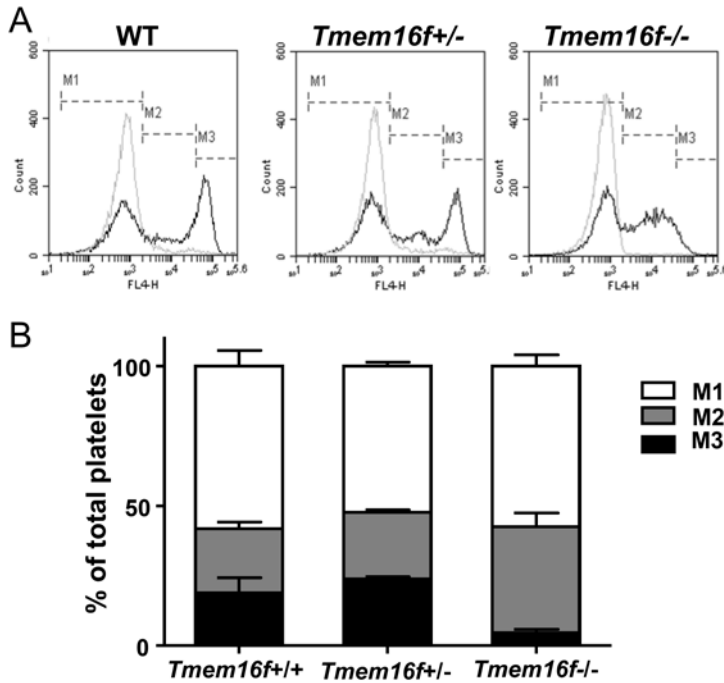 A
WT
Tmem16f+/-
Tmem16f-/-
600
400
200
0
Count
M1
M2
M3
FL4-H
600
400
200
0
Count
M1
M2
M3
FL4-H
600
400
200
0
Count
M1
M2
M3
FL4-H
B
% of total platelets
100
50
0
M1
M2
M3
Tmem16f+/+
Tmem16f+/-
Tmem16f-/-